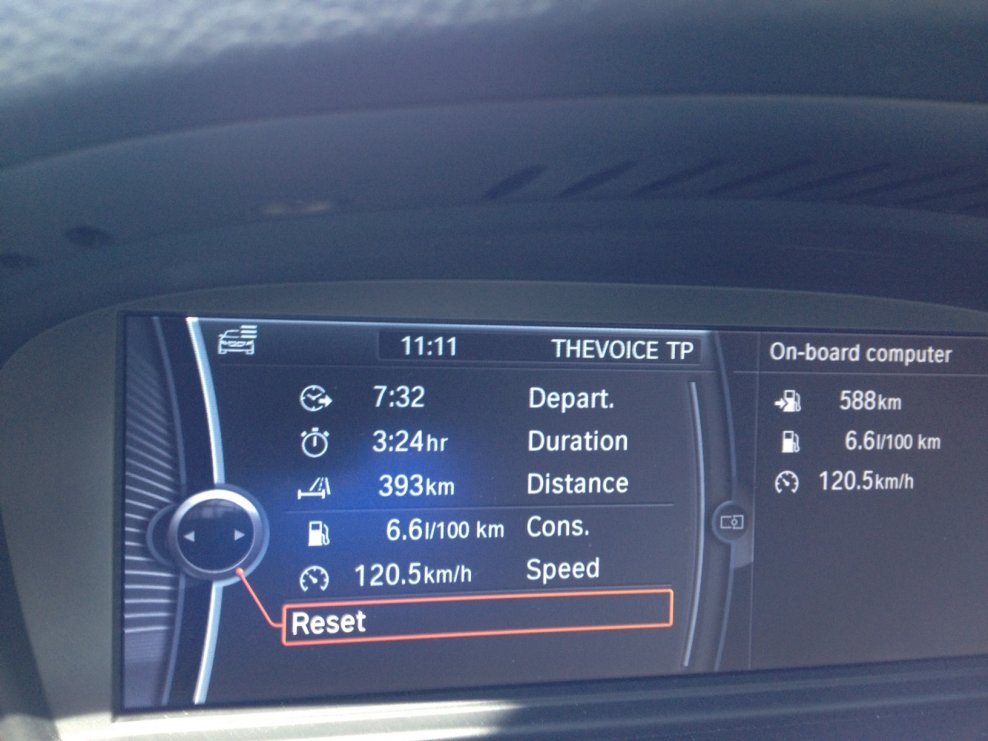 11:11 THEVOICE TP
7:32 Depart.
3:24hr Duration
393km Distance
6.6l/100 km Cons.
120.5km/h Speed
Reset
On-board computer
588km
6.6l/100 km
120.5km/h